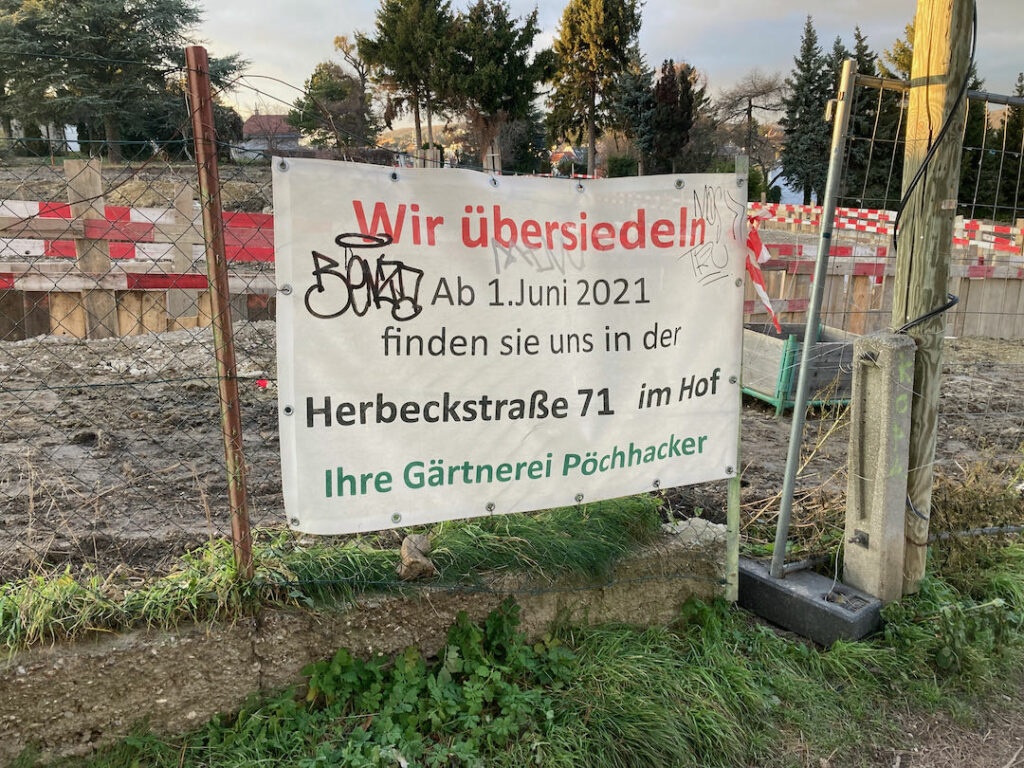 Wir übersiedeln
Ab 1.Juni 2021
finden sie uns in der
Herbeckstraße 71 im Hof
Ihre Gärtnerei Pöchhacker